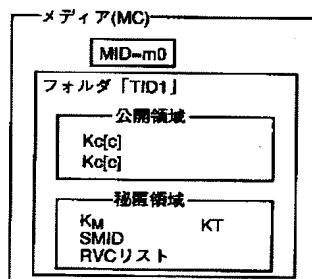 メディア(MC)
MID=m0
フォルダ「TID1」
公開領域
Kc[c]
Kc[c]
秘匿領域
KM KT
SMID
RVCリスト